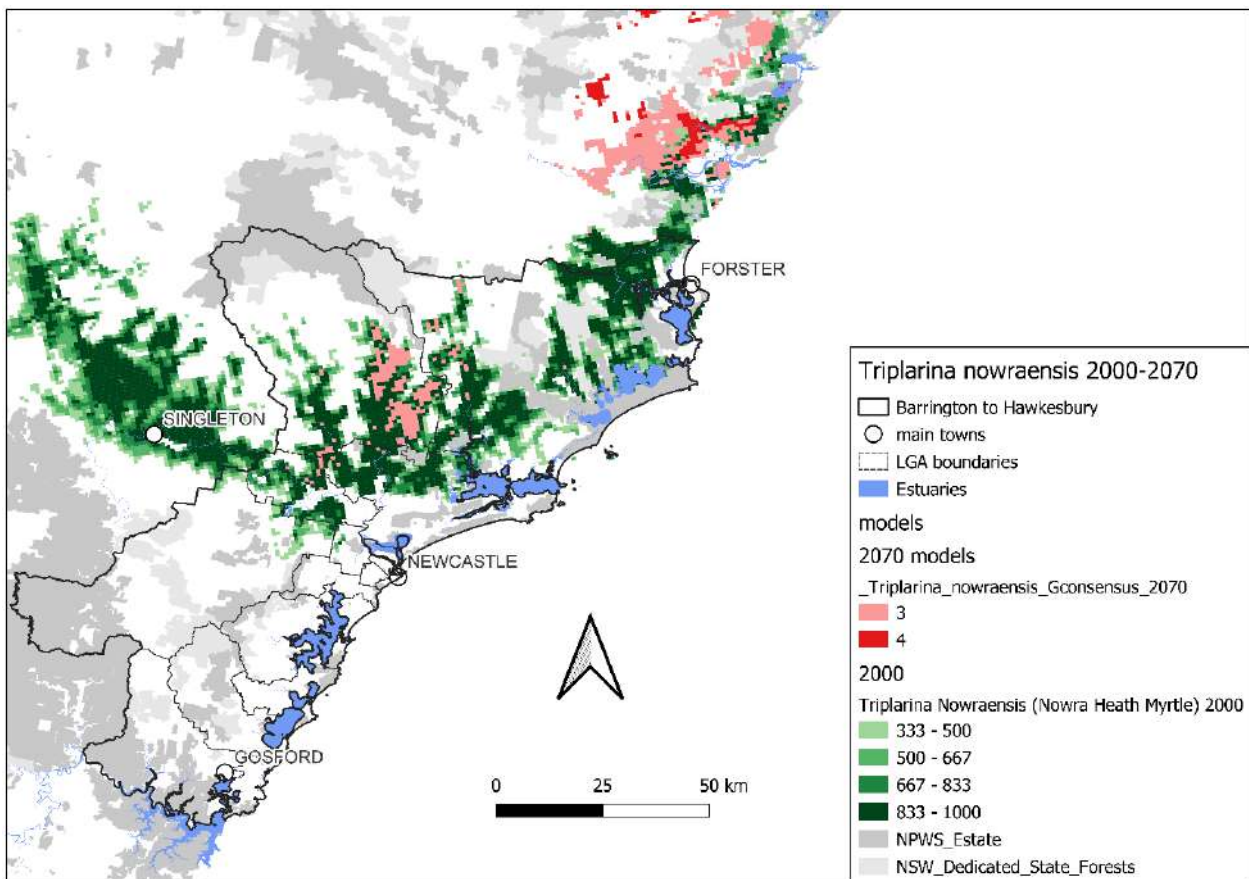 FORSTER
SINGLETON
NEWCASTLE
GOSFORD
0 25 50 km
Triplarina nowraensis 2000-2070
Barrington to Hawkesbury
main towns
LGA boundaries
Estuaries
models
2070 models
_Triplarina_nowraensis_Gconsensus_2070
3
4
2000
Triplarina Nowraensis (Nowra Heath Myrtle) 2000
333 - 500
500 - 667
667 - 833
833 - 1000
NPWS_Estate
NSW_Dedicated_State_Forests